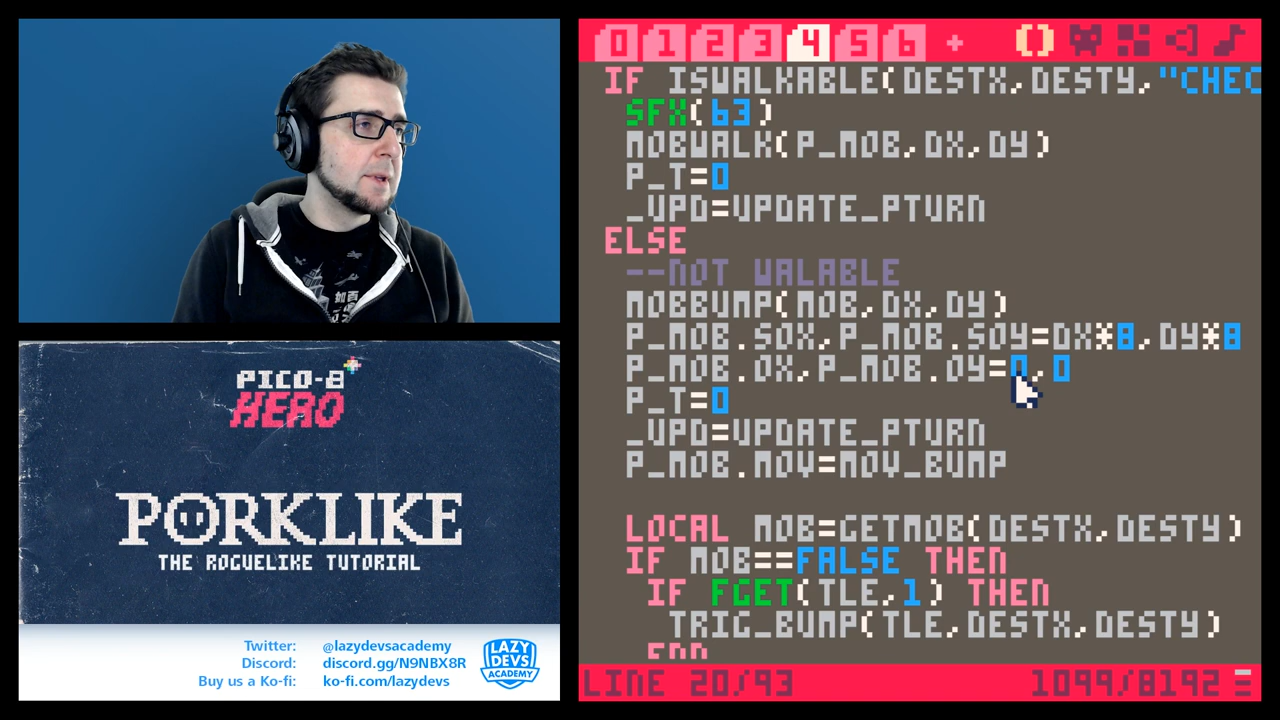 PICO-8
HERO
PORKLIKE
THE ROGUELIKE TUTORIAL
Twitter: @lazydevsacademy
Discord: discord.gg/N9NBX8R
Buy us a Ko-fi: ko-fi.com/lazydevs
LAZY
DEVS
ACADEMY
0 1 2 3 4 5 6 + ()
IF ISWALKABLE(DESTX,DESTY,"CHEC
SFX(63)
MOBWALK(P_MOB,DX,DY)
P_T=0
_UPD=UPDATE_PTURN
ELSE
--NOT WALABLE
MOBBUMP(MOB,DX,DY)
P_MOB.SOX,P_MOB.SOY=DX*8,DY*8
P_MOB.OX,P_MOB.OY=0,0
P_T=0
_UPD=UPDATE_PTURN
P_MOB.MOV=MOV_BUMP
LOCAL MOB=GETMOB(DESTX,DESTY)
IF MOB==FALSE THEN
IF FGET(TLE,1) THEN
TRIG_BUMP(TLE,DESTX,DESTY)
END
LINE 20/93 1099/8192